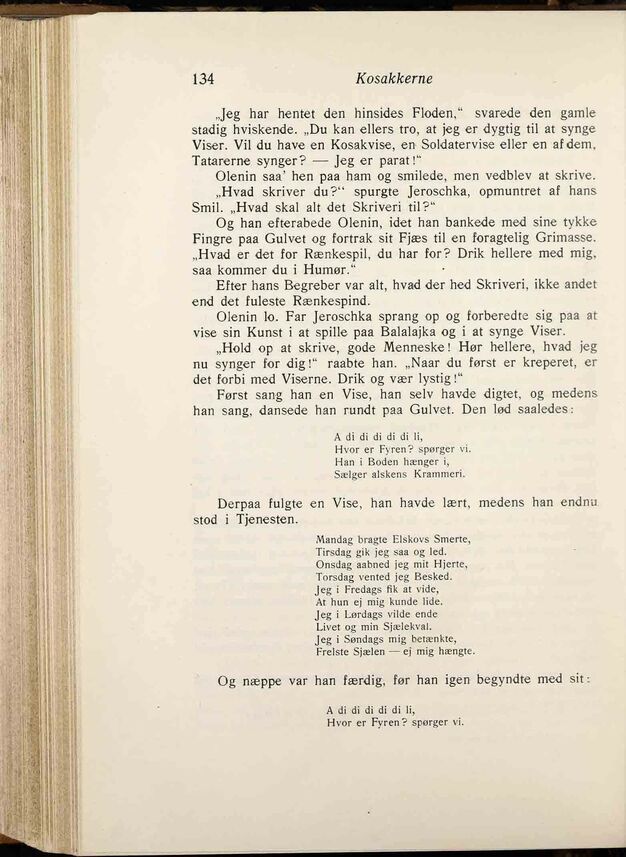 134
Kosakkerne
„Jeg har hentet den hinsides Floden,“ svarede den gamle
stadig hviskende. „Du kan ellers tro, at jeg er dygtig til at synge
Viser. Vil du have en Kosakvise, en Soldatervise eller en af dem,
Tatarerne synger? — Jeg er parat!“
Olenin saa' hen paa ham og smilede, men vedblev at skrive.
„Hvad skriver du?“ spurgte Jeroschka, opmuntret af hans
Smil. „Hvad skal alt det Skriveri til?“
Og han efterabede Olenin, idet han bankede med sine tykke
Fingre paa Gulvet og fortrak sit Fjæs til en foragtelig Grimasse.
„Hvad er det for Rænkespil, du har for? Drik hellere med mig,
saa kommer du i Humør.“
Efter hans Begreber var alt, hvad der hed Skriveri, ikke andet
end det fuleste Rænkespind.
Olenin lo. Far Jeroschka sprang op og forberedte sig paa at
vise sin Kunst i at spille paa Balalajka og i at synge Viser.
„Hold op at skrive, gode Menneske! Hør hellere, hvad jeg
nu synger for dig!“ raabte han. „Naar du først er kreperet, er
det forbi med Viserne. Drik og vær lystig!“
Først sang han en Vise, han selv havde digtet, og medens
han sang, dansede han rundt paa Gulvet. Den lød saaledes:
A di di di di di li,
Hvor er Fyren? spørger vi.
Han i Boden hænger i,
Sælger alskens Krammeri.
Derpaa fulgte en Vise, han havde lært, medens han endnu
stod i Tjenesten.
Mandag bragte Elskovs Smerte,
Tirsdag gik jeg saa og led.
Onsdag aabned jeg mit Hjerte,
Torsdag vented jeg Besked.
Jeg i Fredags fik at vide,
At hun ej mig kunde lide.
Jeg i Lørdags vilde ende
Livet og min Sjælekval.
Jeg i Søndags mig betænkte,
Frelste Sjælen — ej mig hængte.
Og næppe var han færdig, før han igen begyndte med sit:
A di di di di di li,
Hvor er Fyren? spørger vi.